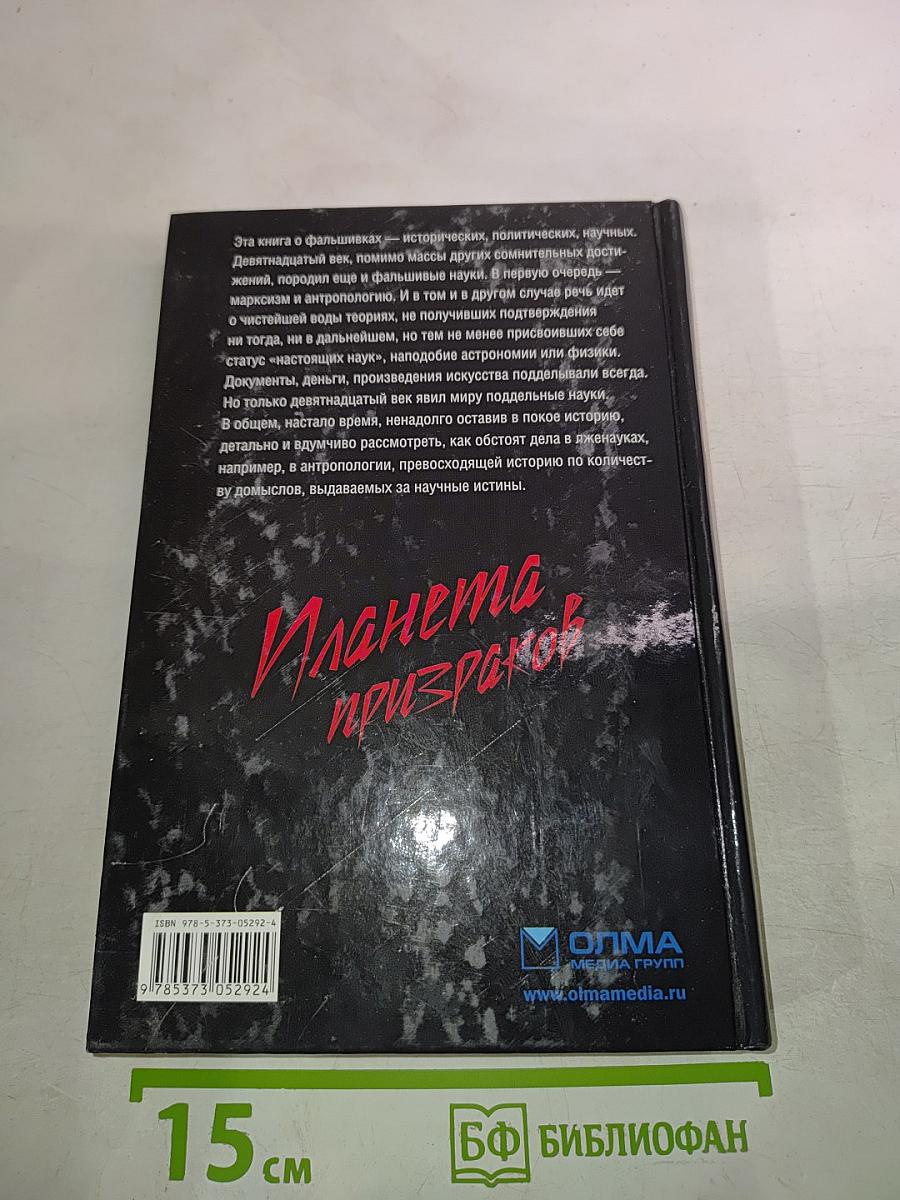 Эта книга о фальшивках — исторических, политических, научных.
Девятнадцатый век, помимо массы других сомнительных дости-
жений, породил еще и фальшивые науки. В первую очередь —
марксизм и антропологию. И в том и в другом случае речь идет
о чистейшей воды теориях, не получивших подтверждения
ни тогда, ни в дальнейшем, но тем не менее присвоивших себе
статус «настоящих наук», наподобие астрономии или физики.
Документы, деньги, произведения искусства подделывали всегда.
Но только девятнадцатый век явил миру поддельные науки.
В общем, настало время, ненадолго оставив в покое историю,
детально и вдумчиво рассмотреть, как обстоят дела в лженауках,
например, в антропологии, превосходящей историю по количест-
ву домыслов, выдаваемых за научные истины.
Планета
призраков
ISBN 978-5-373-05292-4
9 785373 052924
ОЛМА
МЕДИА ГРУПП
www.olmamedia.ru
15 см
БФ БИБЛИОФАН